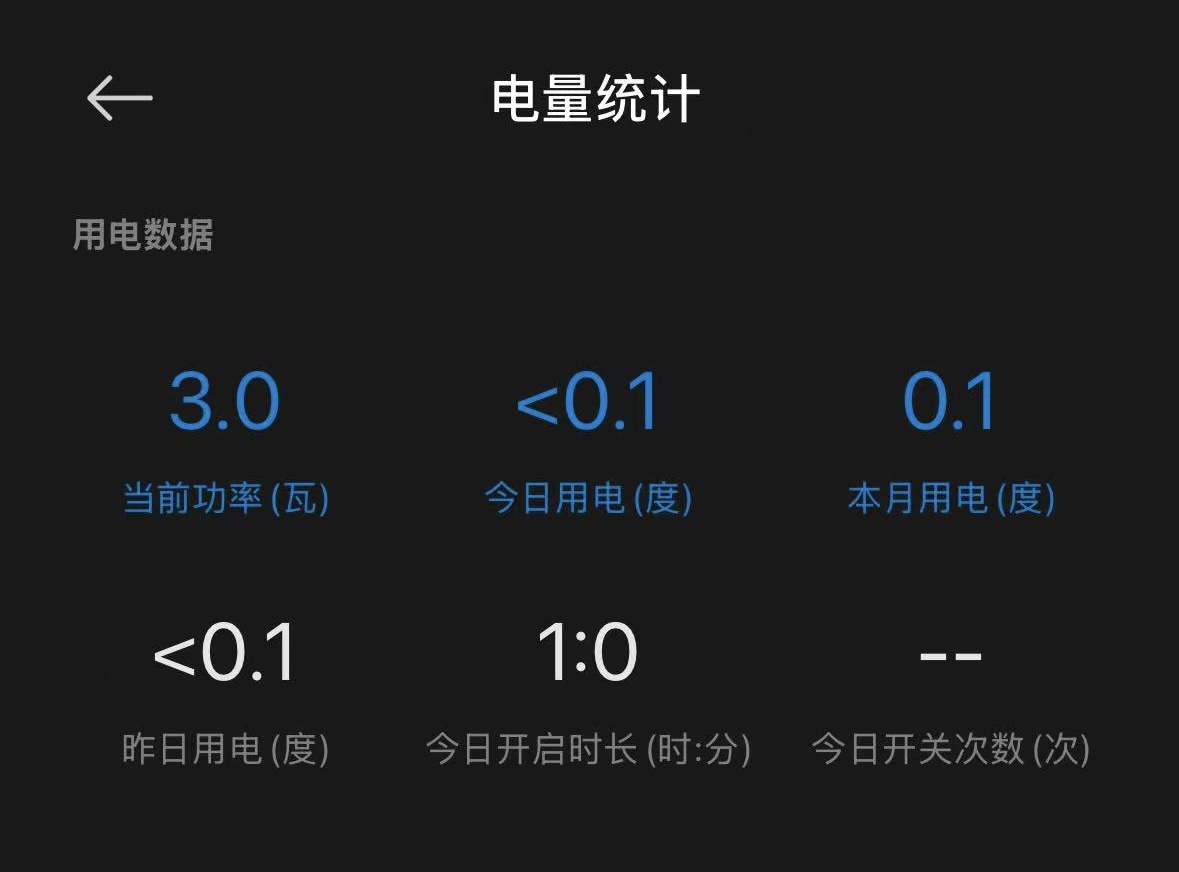 电量统计
用电数据
3.0 <0.1 0.1
当前功率(瓦) 今日用电(度) 本月用电(度)
<0.1 1:0 --
昨日用电(度) 今日开启时长(时:分) 今日开关次数(次)